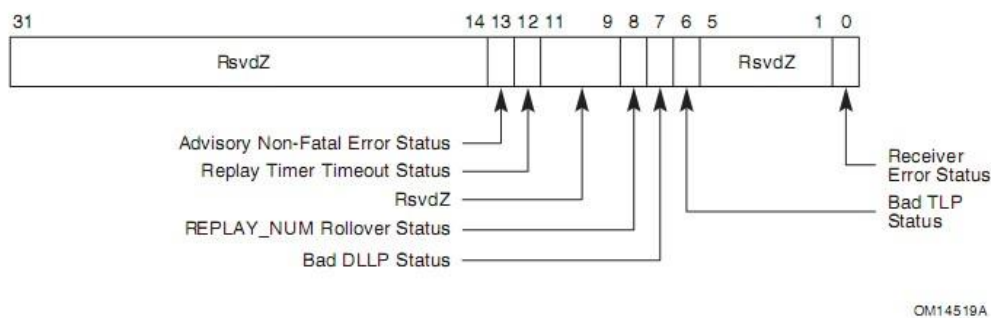 31 14 13 12 11 9 8 7 6 5 1 0
RsvdZ RsvdZ
Advisory Non-Fatal Error Status
Replay Timer Timeout Status
RsvdZ
REPLAY_NUM Rollover Status
Bad DLLP Status
Receiver
Error Status
Bad TLP
Status
OM14519A